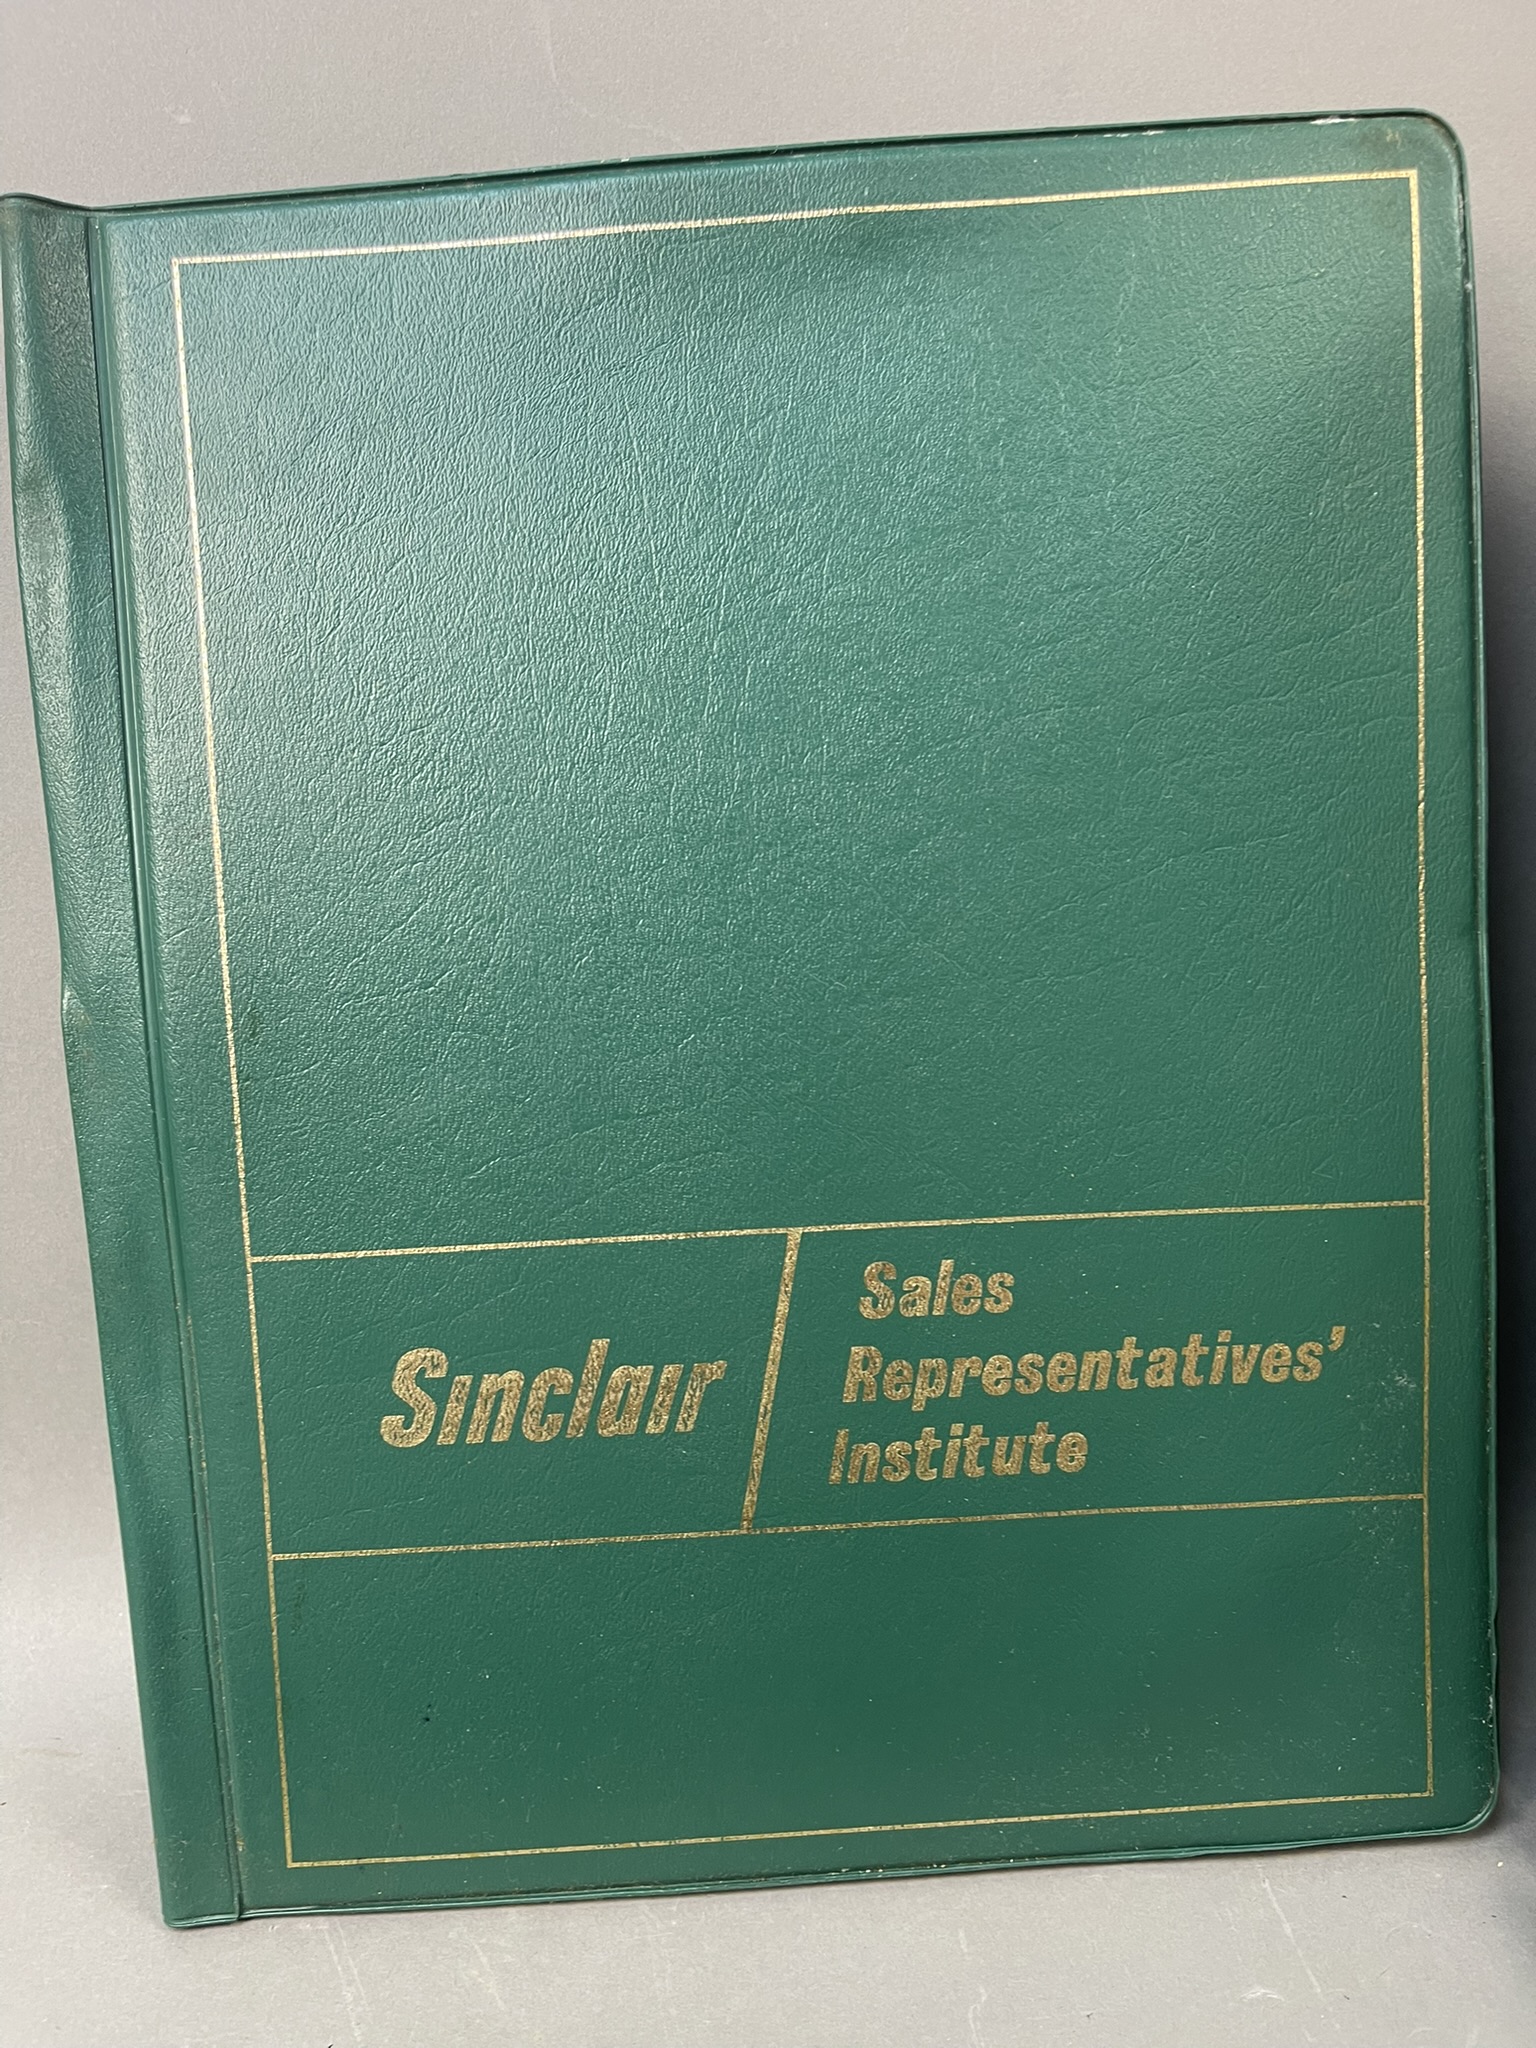 Sinclair
Sales
Representatives'
Institute